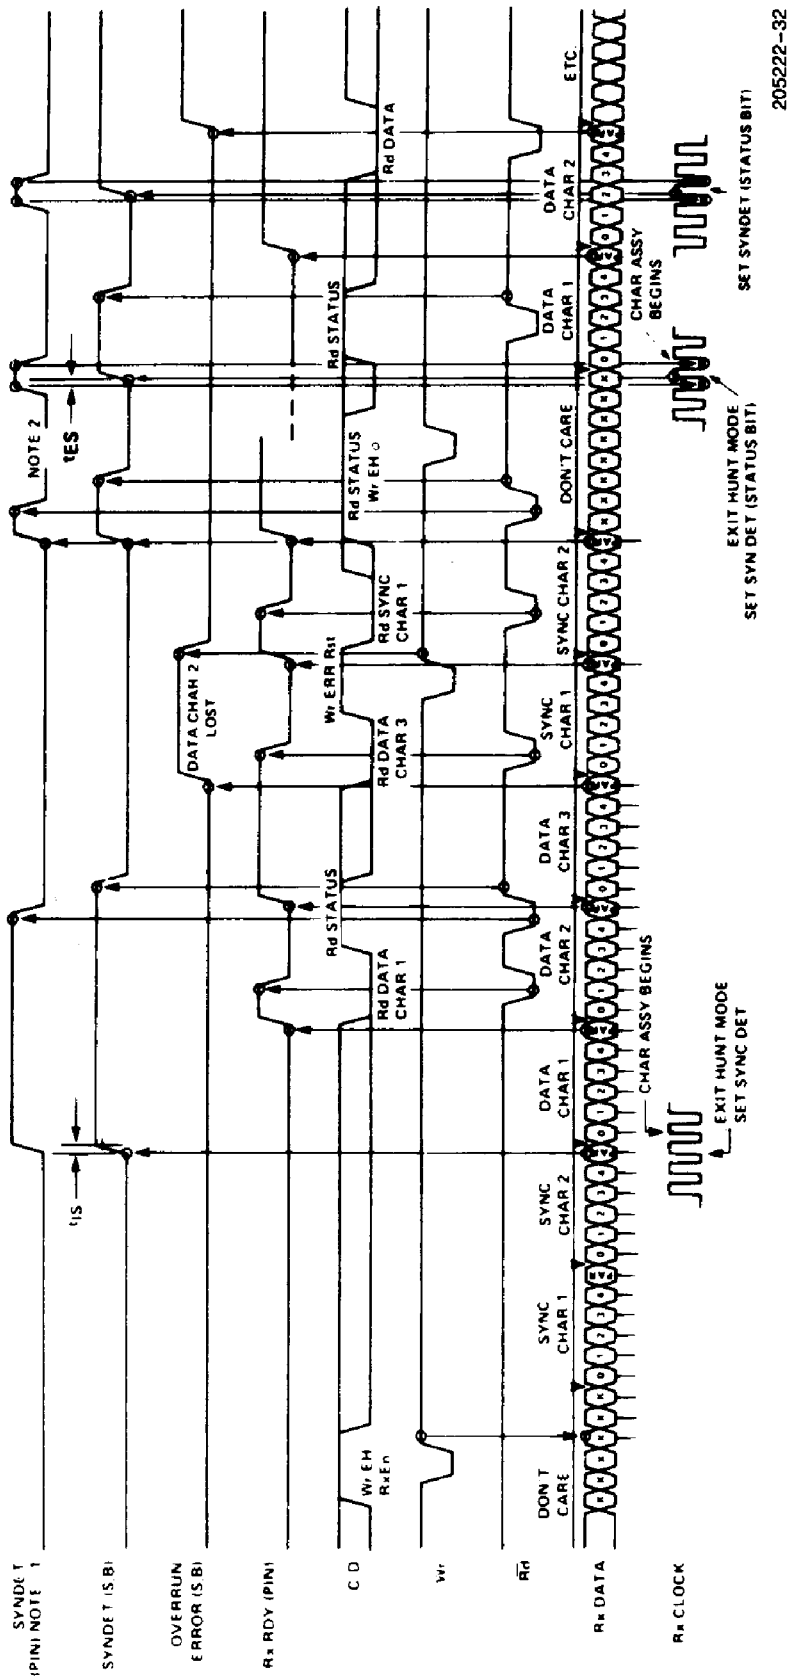 SYNDET
(PIN) NOTE 1
SYNDET (S.B)
OVERRUN
ERROR (S.B)
Rx RDY (PIN)
C D
Wr
Rd
Rx DATA
Rx CLOCK
tIS
NOTE 2
tES
DATA CHAR 2
LOST
Wr EH
RxEn
Rd DATA
CHAR 1
Rd STATUS
Rd DATA
CHAR 3
Wr ERR Rst
Rd SYNC
CHAR 1
Rd STATUS
Wr EH
Rd STATUS
Rd DATA
DON'T
CARE
SYNC
CHAR 1
SYNC
CHAR 2
DATA
CHAR 1
DATA
CHAR 2
DATA
CHAR 3
SYNC
CHAR 1
SYNC CHAR 2
DON'T CARE
DATA
CHAR 1
DATA
CHAR 2
ETC.
CHAR ASSY BEGINS
EXIT HUNT MODE
SET SYNC DET
CHAR ASSY
BEGINS
EXIT HUNT MODE
SET SYN DET (STATUS BIT)
SET SYNDET (STATUS BIT)
205222-32